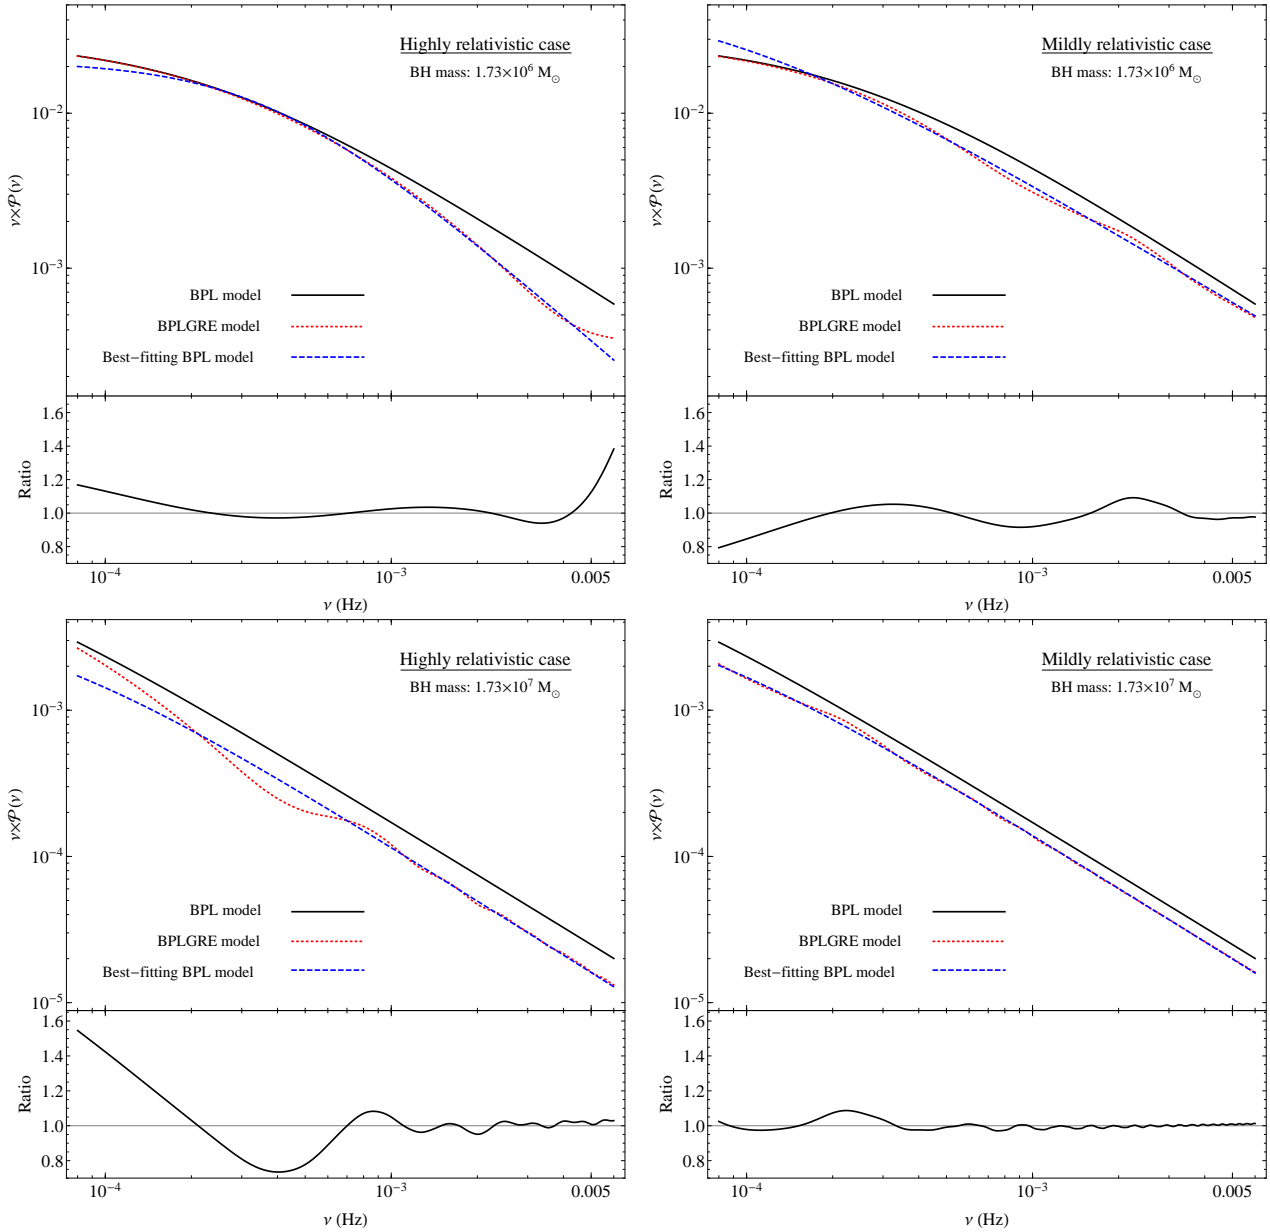 Highly relativistic case
BH mass: 1.73×10⁶ M⊙
10⁻²
10⁻³
ν×𝒫(ν)
BPL model
BPLGRE model
Best−fitting BPL model
1.6
1.4
1.2
1.0
0.8
Ratio
10⁻⁴ 10⁻³ 0.005
ν (Hz)
Mildly relativistic case
BH mass: 1.73×10⁶ M⊙
10⁻²
10⁻³
ν×𝒫(ν)
BPL model
BPLGRE model
Best−fitting BPL model
1.6
1.4
1.2
1.0
0.8
Ratio
10⁻⁴ 10⁻³ 0.005
ν (Hz)
Highly relativistic case
BH mass: 1.73×10⁷ M⊙
10⁻³
10⁻⁴
10⁻⁵
ν×𝒫(ν)
BPL model
BPLGRE model
Best−fitting BPL model
1.6
1.4
1.2
1.0
0.8
Ratio
10⁻⁴ 10⁻³ 0.005
ν (Hz)
Mildly relativistic case
BH mass: 1.73×10⁷ M⊙
10⁻³
10⁻⁴
10⁻⁵
ν×𝒫(ν)
BPL model
BPLGRE model
Best−fitting BPL model
1.6
1.4
1.2
1.0
0.8
Ratio
10⁻⁴ 10⁻³ 0.005
ν (Hz)